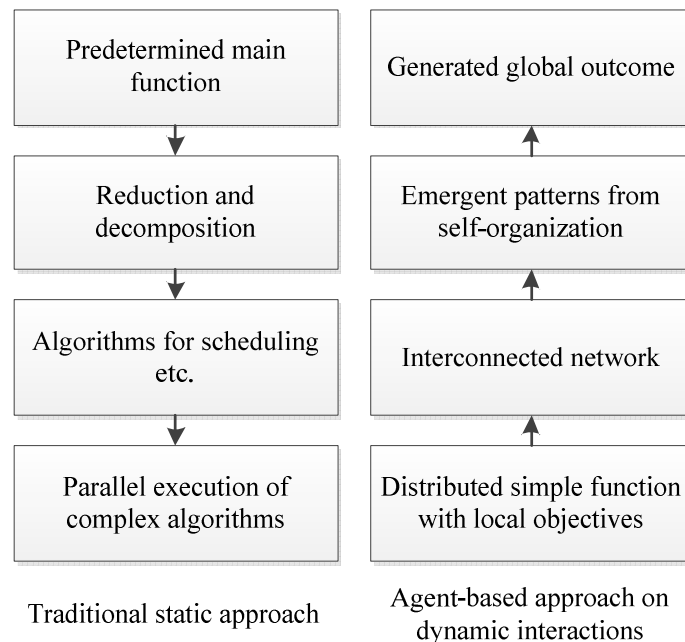 Predetermined main
function
Reduction and
decomposition
Algorithms for scheduling
etc.
Parallel execution of
complex algorithms
Traditional static approach
Generated global outcome
Emergent patterns from
self-organization
Interconnected network
Distributed simple function
with local objectives
Agent-based approach on
dynamic interactions